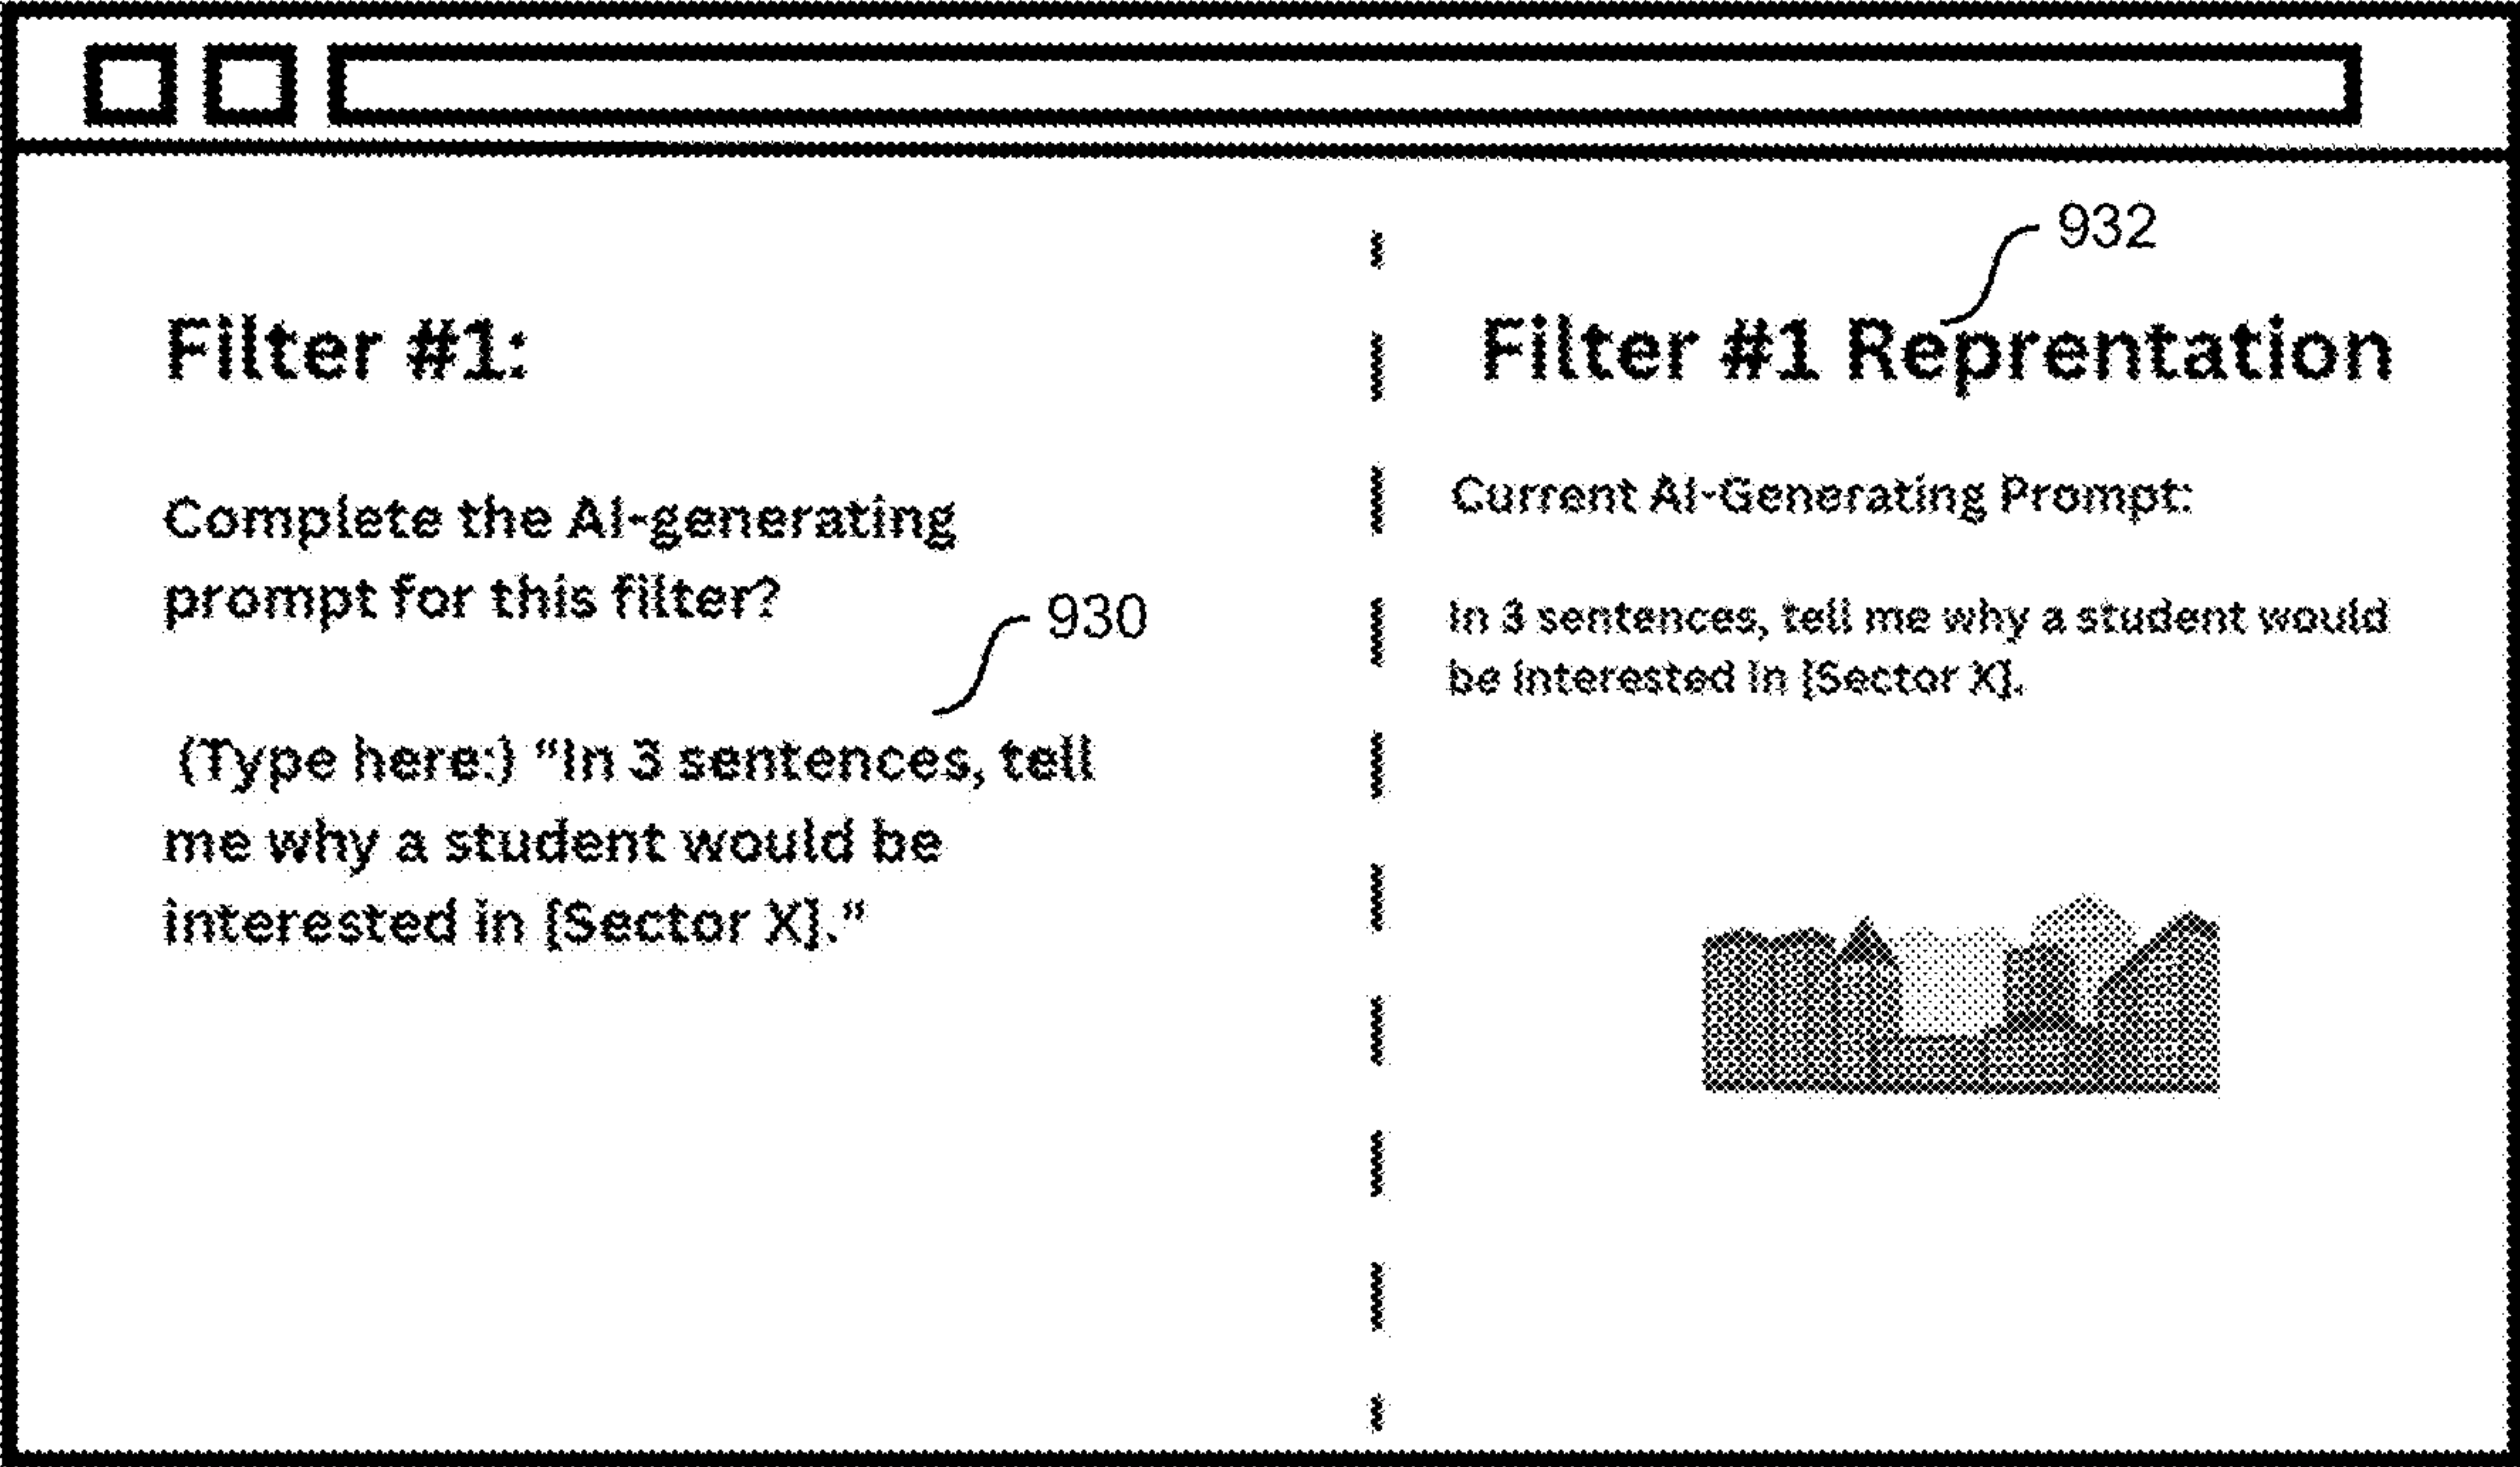 Filter #1:
Complete the AI-generating
prompt for this filter?
930
(Type here:) “In 3 sentences, tell
me why a student would be
interested in [Sector X].”
932
Filter #1 Reprentation
Current AI-Generating Prompt:
In 3 sentences, tell me why a student would
be interested in [Sector X].